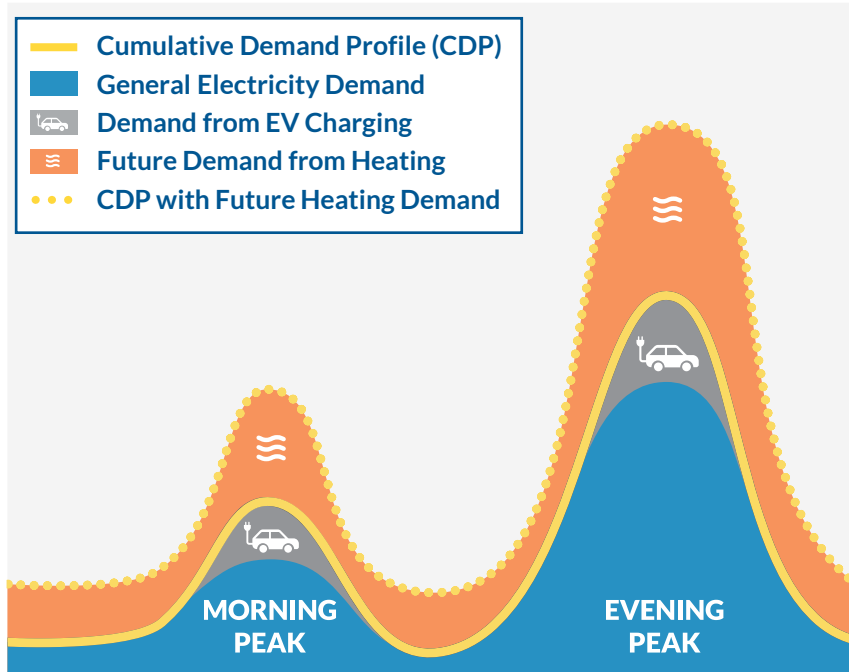 Cumulative Demand Profile (CDP)
General Electricity Demand
Demand from EV Charging
Future Demand from Heating
CDP with Future Heating Demand
MORNING
PEAK
EVENING
PEAK